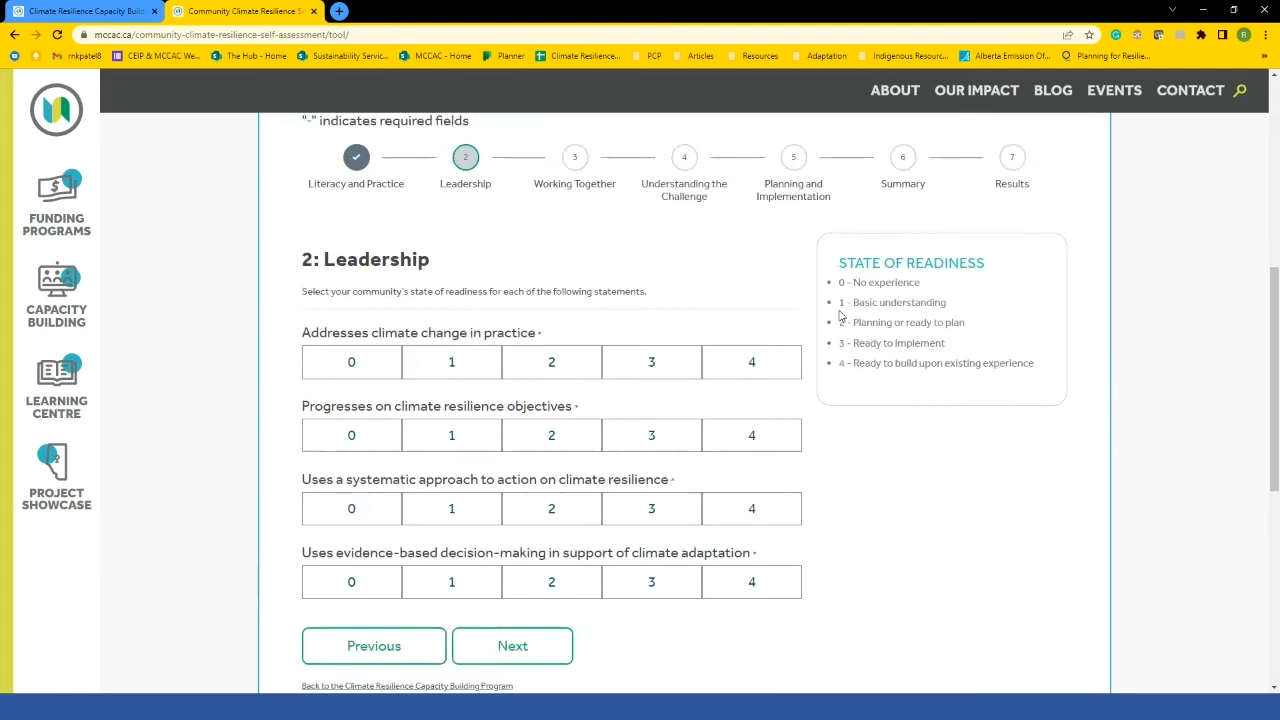 Climate Resilience Capacity Build
Community Climate Resilience Se
mccac.ca/community-climate-resilience-self-assessment/tool/
rnkpatel8
CEIP & MCCAC We...
The Hub - Home
Sustainability Servic...
MCCAC - Home
Planner
Climate Resilience...
PCP
Articles
Resources
Adaptation
Indigenous Resourc...
Alberta Emission Of...
Planning for Resilie...
»
R
ABOUT OUR IMPACT BLOG EVENTS CONTACT
FUNDING
PROGRAMS
CAPACITY
BUILDING
LEARNING
CENTRE
PROJECT
SHOWCASE
"*" indicates required fields
2 3 4 5 6 7
Literacy and Practice
Leadership
Working Together
Understanding the
Challenge
Planning and
Implementation
Summary
Results
2: Leadership
Select your community's state of readiness for each of the following statements.
Addresses climate change in practice *
0 1 2 3 4
Progresses on climate resilience objectives *
0 1 2 3 4
Uses a systematic approach to action on climate resilience *
0 1 2 3 4
Uses evidence-based decision-making in support of climate adaptation *
0 1 2 3 4
Previous
Next
Back to the Climate Resilience Capacity Building Program
STATE OF READINESS
• 0 - No experience
• 1 - Basic understanding
• 2 - Planning or ready to plan
• 3 - Ready to implement
• 4 - Ready to build upon existing experience